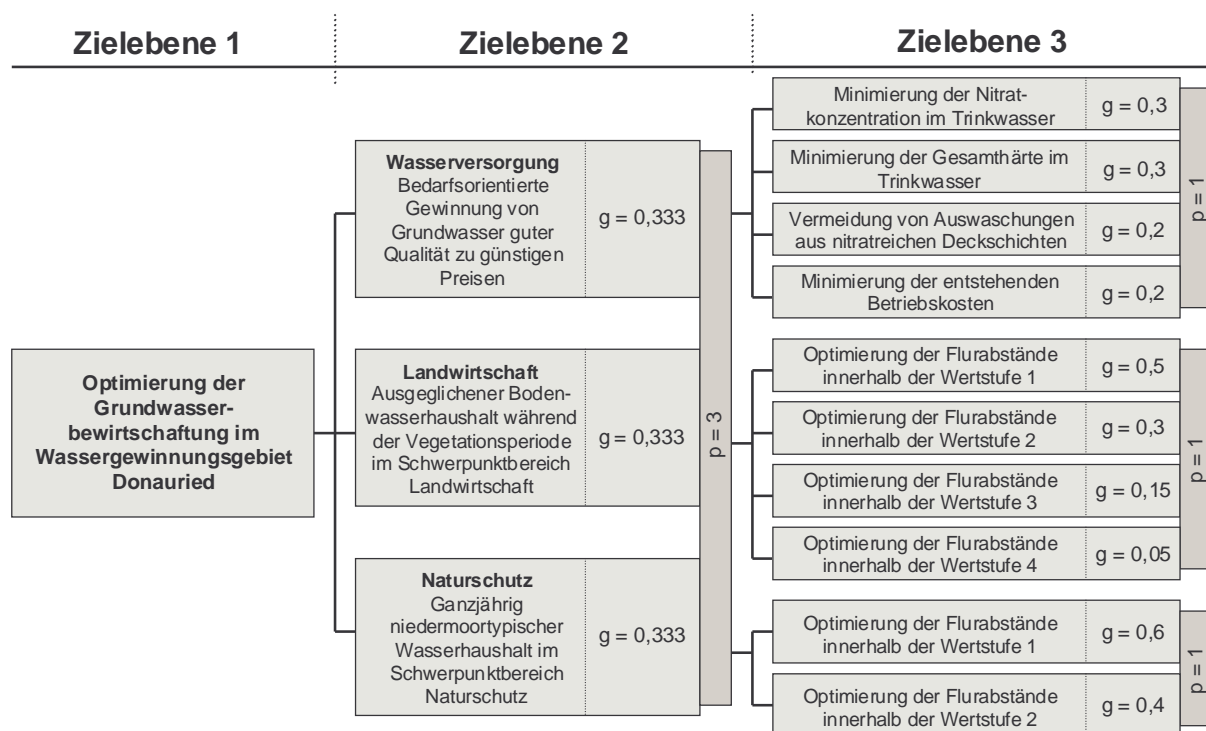 Zielebene 1
Zielebene 2
Zielebene 3
Optimierung der
Grundwasser-
bewirtschaftung im
Wassergewinnungsgebiet
Donauried
Wasserversorgung
Bedarfsorientierte
Gewinnung von
Grundwasser guter
Qualität zu günstigen
Preisen
g = 0,333
Landwirtschaft
Ausgeglichener Boden-
wasserhaushalt während
der Vegetationsperiode
im Schwerpunktbereich
Landwirtschaft
g = 0,333
Naturschutz
Ganzjährig
niedermoortypischer
Wasserhaushalt im
Schwerpunktbereich
Naturschutz
g = 0,333
p = 3
Minimierung der Nitrat-
konzentration im Trinkwasser
g = 0,3
Minimierung der Gesamthärte im
Trinkwasser
g = 0,3
Vermeidung von Auswaschungen
aus nitratreichen Deckschichten
g = 0,2
Minimierung der entstehenden
Betriebskosten
g = 0,2
p = 1
Optimierung der Flurabstände
innerhalb der Wertstufe 1
g = 0,5
Optimierung der Flurabstände
innerhalb der Wertstufe 2
g = 0,3
Optimierung der Flurabstände
innerhalb der Wertstufe 3
g = 0,15
Optimierung der Flurabstände
innerhalb der Wertstufe 4
g = 0,05
p = 1
Optimierung der Flurabstände
innerhalb der Wertstufe 1
g = 0,6
Optimierung der Flurabstände
innerhalb der Wertstufe 2
g = 0,4
p = 1